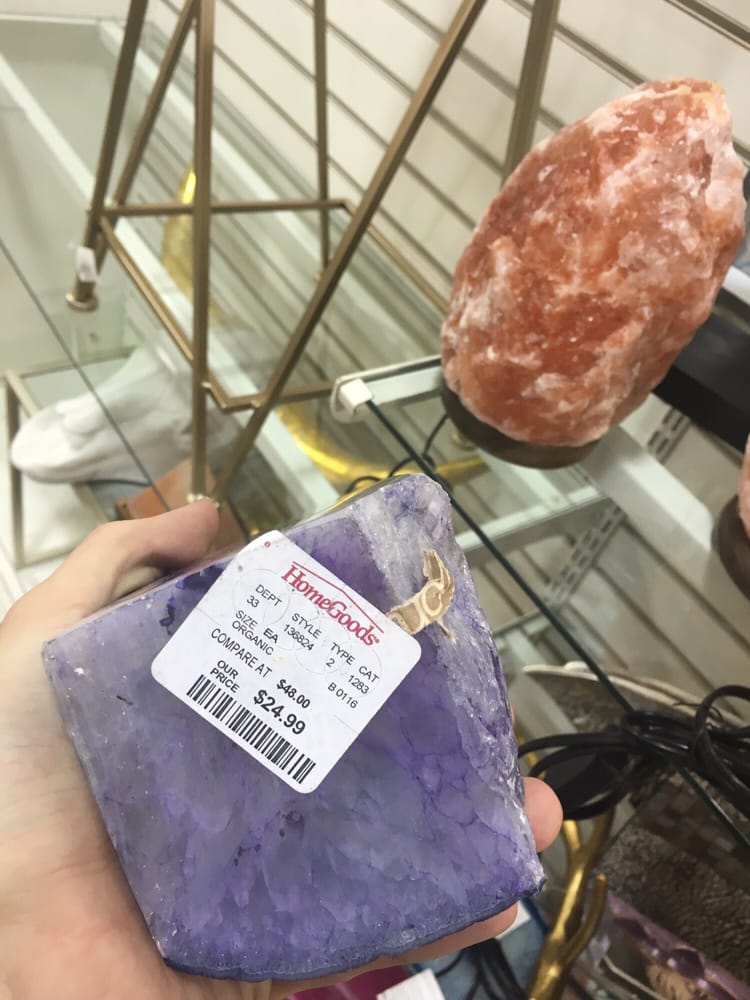 HomeGoods
DEPT STYLE TYPE CAT
33 136824 2 1283
SIZE EA B0116
ORGANIC
COMPARE AT $48.00
OUR PRICE $24.99